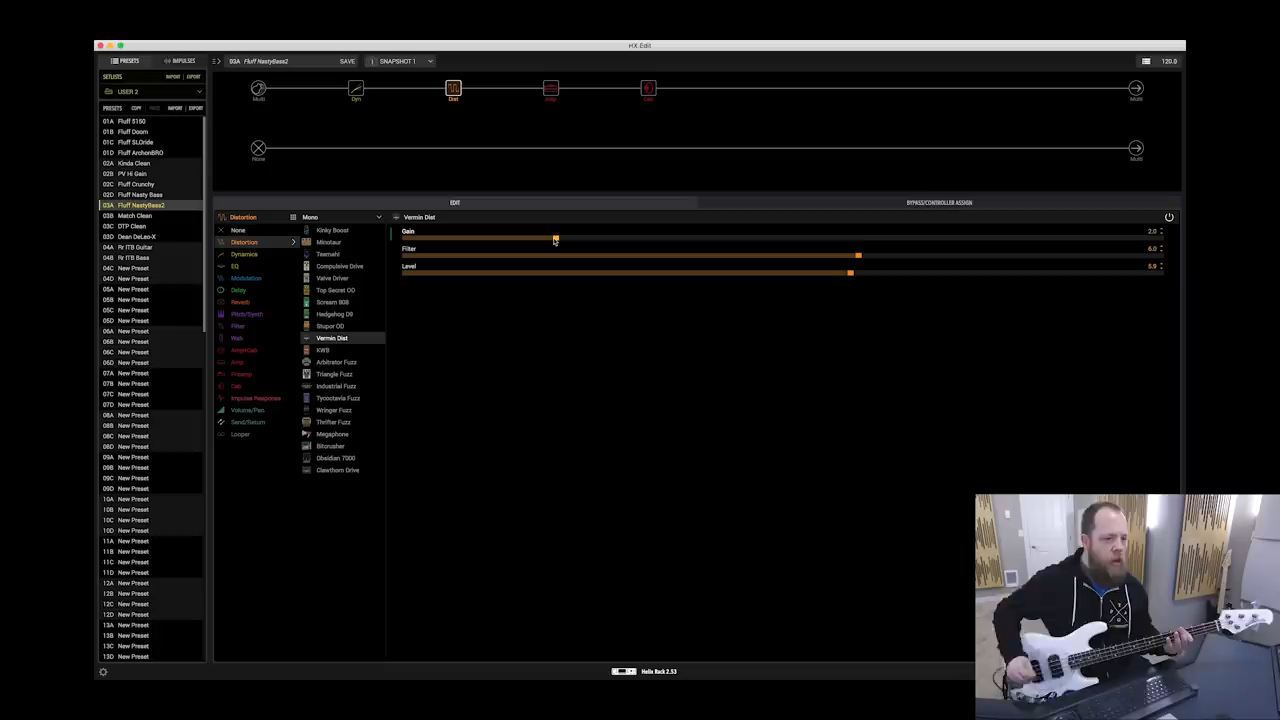 HX Edit
PRESETS IMPULSES
03A Fluff NastyBass2 SAVE SNAPSHOT 1 120.0
SETLISTS IMPORT EXPORT
USER 2
PRESETS COPY PASTE IMPORT EXPORT
01A Fluff 5150
01B Fluff Doom
01C Fluff SLOride
01D Fluff ArchonBRO
02A Kinda Clean
02B PV Hi Gain
02C Fluff Crunchy
02D Fluff Nasty Bass
03A Fluff NastyBass2
03B Match Clean
03C DTP Clean
03D Dean DeLeo-X
04A Rr ITB Guitar
04B Rr ITB Bass
04C New Preset
04D New Preset
05A New Preset
05B New Preset
05C New Preset
05D New Preset
06A New Preset
06B New Preset
06C New Preset
06D New Preset
07A New Preset
07B New Preset
07C New Preset
07D New Preset
08A New Preset
08B New Preset
08C New Preset
08D New Preset
09A New Preset
09B New Preset
09C New Preset
09D New Preset
10A New Preset
10B New Preset
10C New Preset
10D New Preset
11A New Preset
11B New Preset
11C New Preset
11D New Preset
12A New Preset
12B New Preset
12C New Preset
12D New Preset
13A New Preset
13B New Preset
13C New Preset
13D New Preset
Multi Dyn Dist Amp Cab Multi
None Multi
EDIT BYPASS/CONTROLLER ASSIGN
Distortion
None
Distortion
Dynamics
EQ
Modulation
Delay
Reverb
Pitch/Synth
Filter
Wah
Amp+Cab
Amp
Preamp
Cab
Impulse Response
Volume/Pan
Send/Return
Looper
Mono
Kinky Boost
Minotaur
Teemah!
Compulsive Drive
Valve Driver
Top Secret OD
Scream 808
Hedgehog D9
Stupor OD
Vermin Dist
KWB
Arbitrator Fuzz
Triangle Fuzz
Industrial Fuzz
Tycoctavia Fuzz
Wringer Fuzz
Thrifter Fuzz
Megaphone
Bitcrusher
Obsidian 7000
Clawthorn Drive
Vermin Dist
Gain 2.0
Filter 6.0
Level 5.9
Helix Rack 2.53